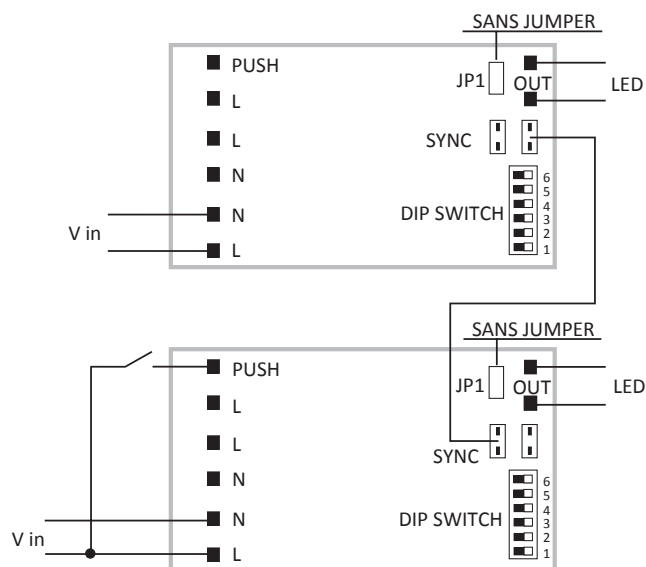 SANS JUMPER
PUSH
JP1
OUT
LED
L
L
SYNC
N
6
5
4
3
2
1
DIP SWITCH
N
V in
L
SANS JUMPER
PUSH
JP1
OUT
LED
L
L
SYNC
N
6
5
4
3
2
1
DIP SWITCH
N
V in
L